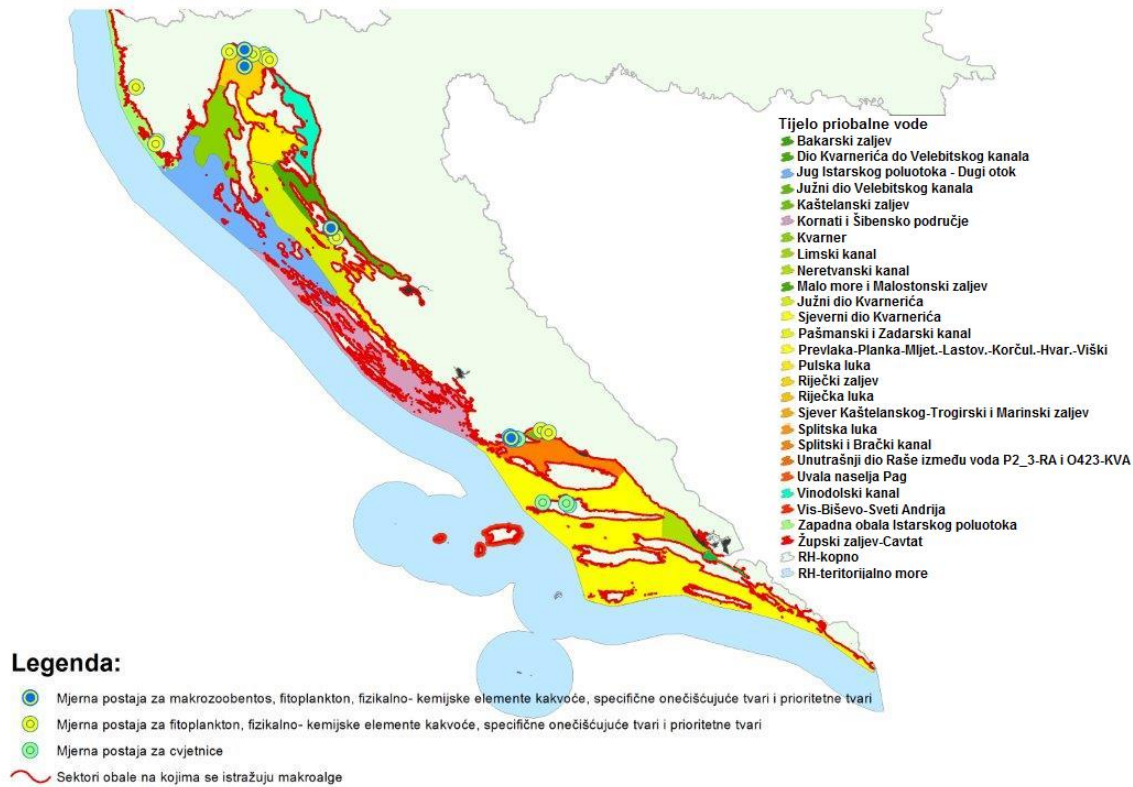 Tijelo priobalne vode
Bakarski zaljev
Dio Kvarnerića do Velebitskog kanala
Jug Istarskog poluotoka - Dugi otok
Južni dio Velebitskog kanala
Kaštelanski zaljev
Kornati i Šibensko područje
Kvarner
Limski kanal
Neretvanski kanal
Malo more i Malostonski zaljev
Južni dio Kvarnerića
Sjeverni dio Kvarnerića
Pašmanski i Zadarski kanal
Prevlaka-Planka-Mljet.-Lastov.-Korčul.-Hvar.-Viški
Pulska luka
Riječki zaljev
Riječka luka
Sjever Kaštelanskog-Trogirski i Marinski zaljev
Splitska luka
Splitski i Brački kanal
Unutrašnji dio Raše između voda P2_3-RA i O423-KVA
Uvala naselja Pag
Vinodolski kanal
Vis-Biševo-Sveti Andrija
Zapadna obala Istarskog poluotoka
Župski zaljev-Cavtat
RH-kopno
RH-teritorijalno more
Legenda:
Mjerna postaja za makrozoobentos, fitoplankton, fizikalno- kemijske elemente kakvoće, specifične onečišćujuće tvari i prioritetne tvari
Mjerna postaja za fitoplankton, fizikalno- kemijske elemente kakvoće, specifične onečišćujuće tvari i prioritetne tvari
Mjerna postaja za cvjetnice
Sektori obale na kojima se istražuju makroalge